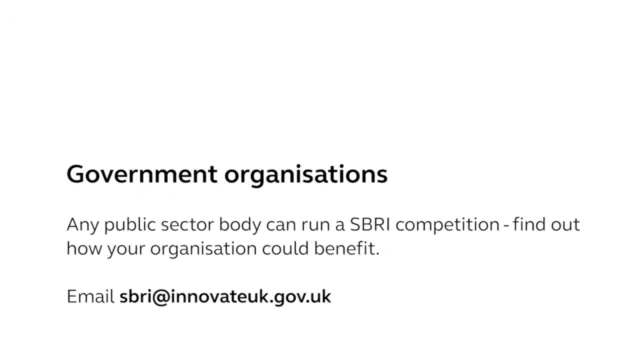 Government organisations
Any public sector body can run a SBRI competition - find out
how your organisation could benefit.
Email sbri@innovateuk.gov.uk